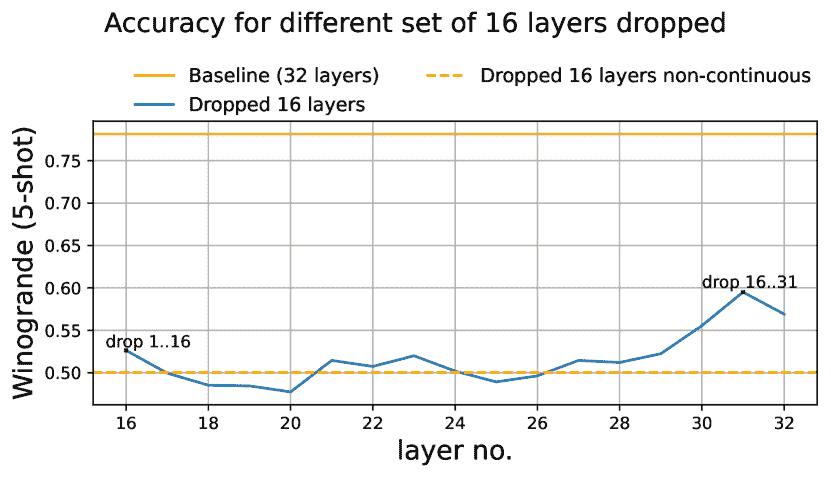 Accuracy for different set of 16 layers dropped
Baseline (32 layers)
Dropped 16 layers non-continuous
Dropped 16 layers
Winogrande (5-shot)
0.75
0.70
0.65
0.60
0.55
0.50
drop 1..16
drop 16..31
16 18 20 22 24 26 28 30 32
layer no.